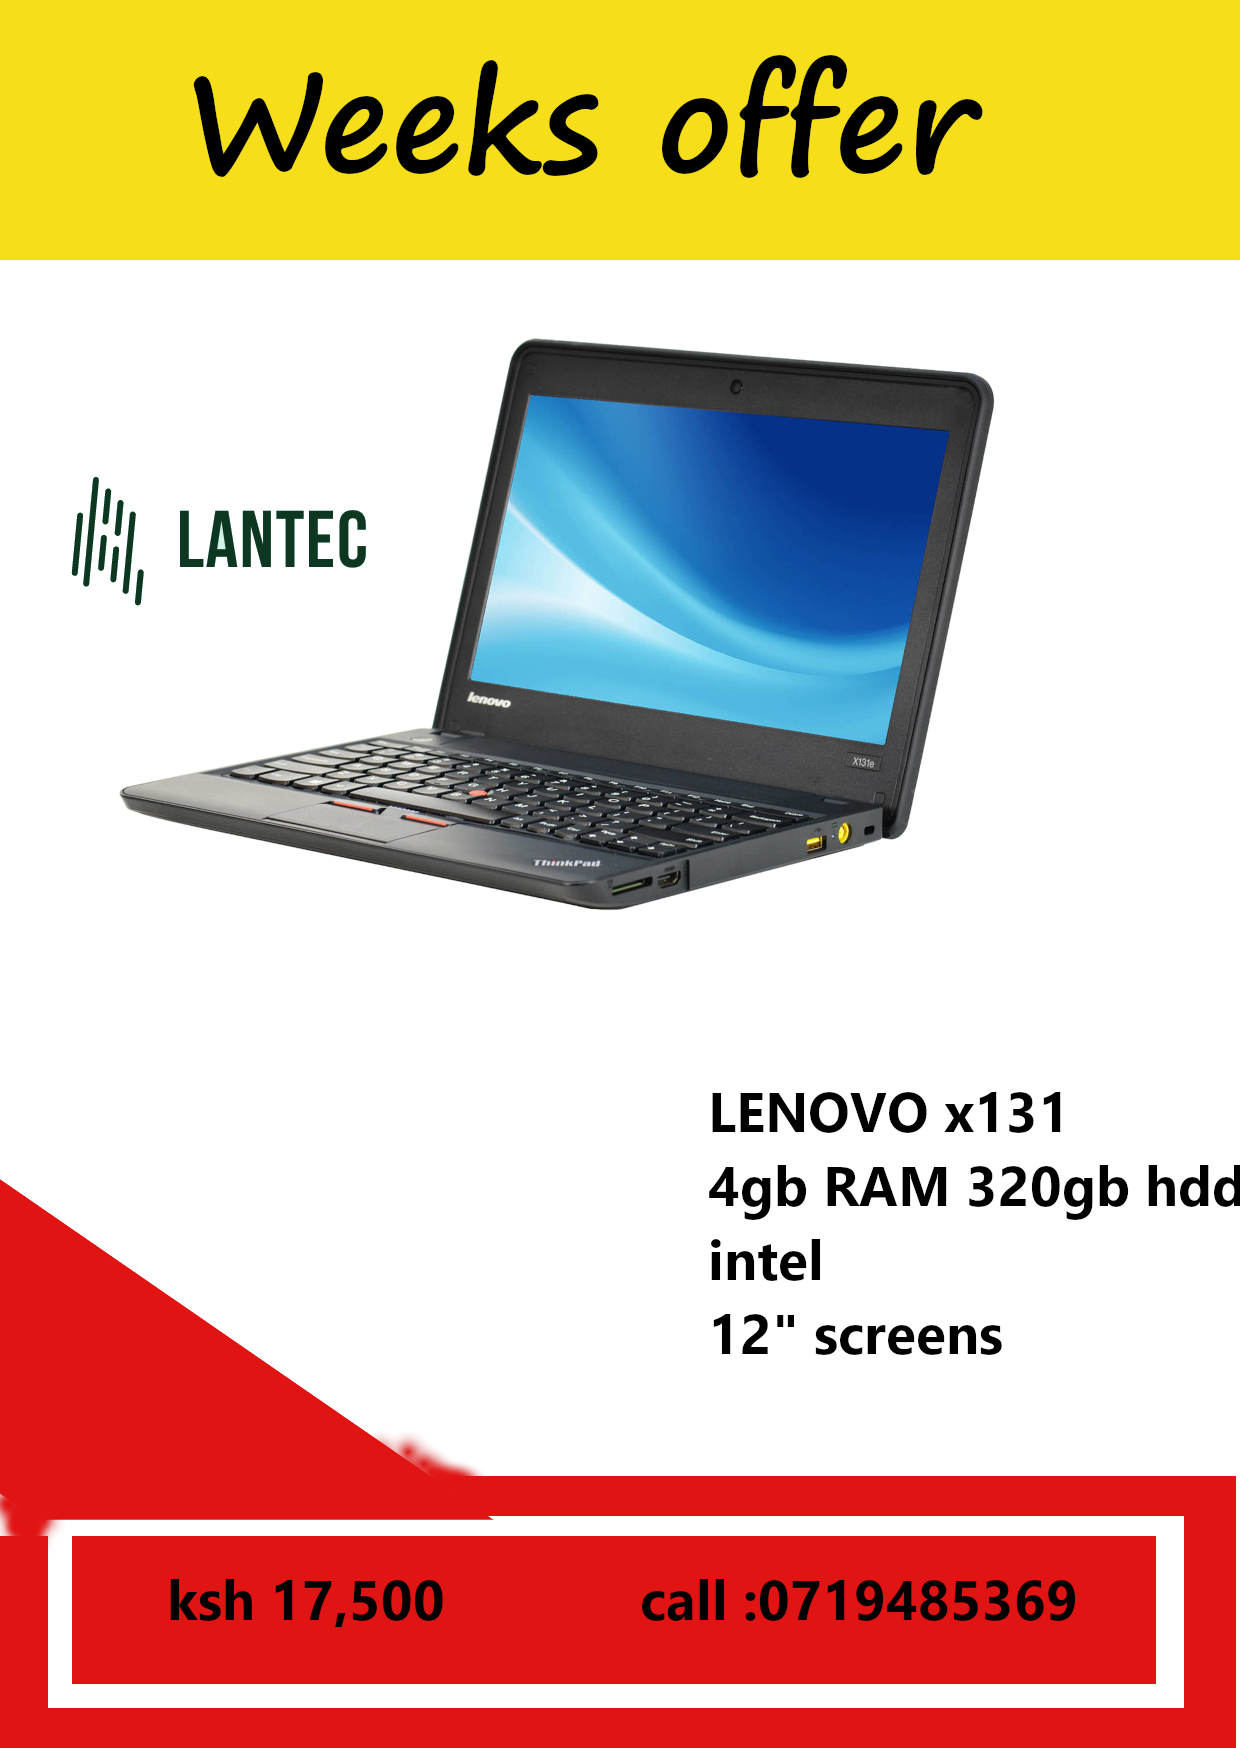 Weeks offer
LANTEC
lenovo
X131e
ThinkPad
LENOVO x131
4gb RAM 320gb hdd
intel
12" screens
ksh 17,500
call :0719485369